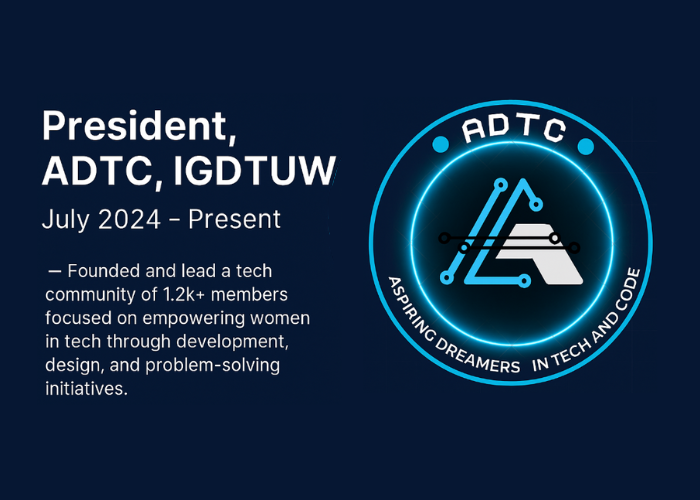 President,
ADTC, IGDTUW
July 2024 – Present
– Founded and lead a tech
community of 1.2k+ members
focused on empowering women
in tech through development,
design, and problem-solving
initiatives.
ADTC
ASPIRING DREAMERS IN TECH AND CODE